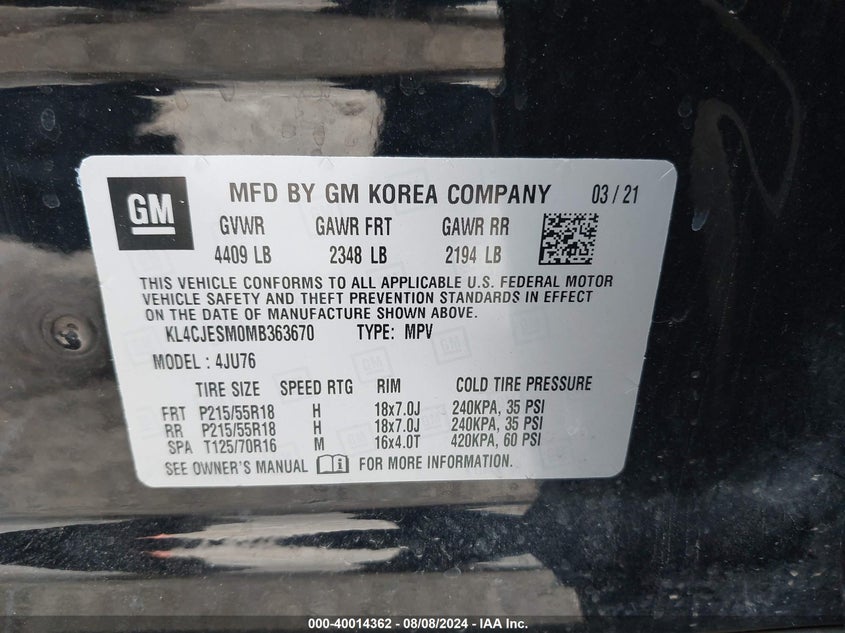 GM
MFD BY GM KOREA COMPANY 03/21
GVWR GAWR FRT GAWR RR
4409 LB 2348 LB 2194 LB
THIS VEHICLE CONFORMS TO ALL APPLICABLE U.S. FEDERAL MOTOR
VEHICLE SAFETY AND THEFT PREVENTION STANDARDS IN EFFECT
ON THE DATE OF MANUFACTURE SHOWN ABOVE.
KL4CJESM0MB363670 TYPE: MPV
MODEL : 4JU76
TIRE SIZE SPEED RTG RIM COLD TIRE PRESSURE
FRT P215/55R18 H 18x7.0J 240KPA, 35 PSI
RR P215/55R18 H 18x7.0J 240KPA, 35 PSI
SPA T125/70R16 M 16x4.0T 420KPA, 60 PSI
SEE OWNER'S MANUAL FOR MORE INFORMATION.
000-40014362 - 08/08/2024 - IAA Inc.